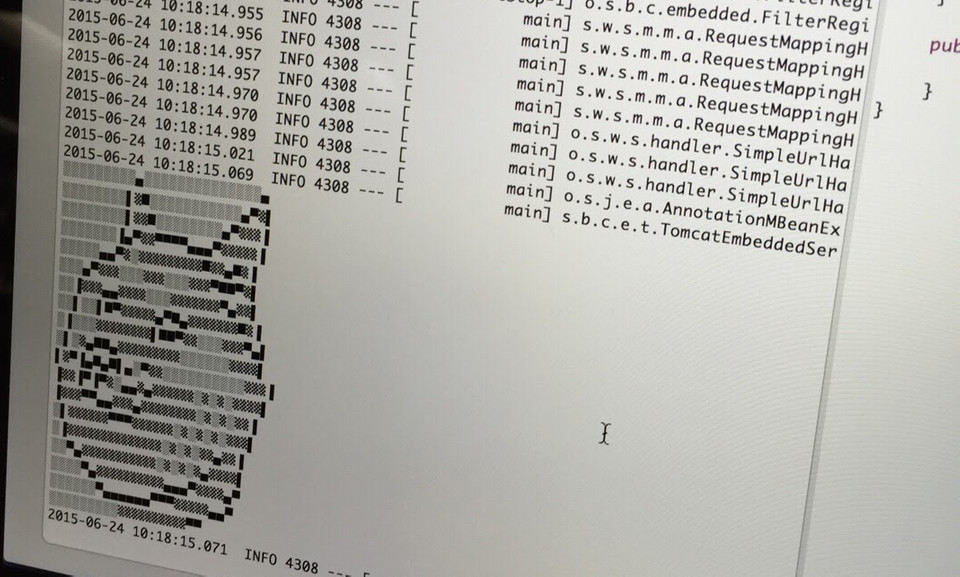 4308 --- [ o.s.b.c.embedded.FilterRegi
2015-06-24 10:18:14.955 INFO 4308 --- [ main] s.w.s.m.m.a.RequestMappingH
2015-06-24 10:18:14.956 INFO 4308 --- [ main] s.w.s.m.m.a.RequestMappingH
2015-06-24 10:18:14.957 INFO 4308 --- [ main] s.w.s.m.m.a.RequestMappingH
2015-06-24 10:18:14.957 INFO 4308 --- [ main] s.w.s.m.m.a.RequestMappingH
2015-06-24 10:18:14.970 INFO 4308 --- [ main] o.s.w.s.handler.SimpleUrlHa
2015-06-24 10:18:14.970 INFO 4308 --- [ main] o.s.w.s.handler.SimpleUrlHa
2015-06-24 10:18:14.989 INFO 4308 --- [ main] o.s.w.s.handler.SimpleUrlHa
2015-06-24 10:18:15.021 INFO 4308 --- [ main] o.s.j.e.a.AnnotationMBeanEx
2015-06-24 10:18:15.069 INFO 4308 --- [ main] s.b.c.e.t.TomcatEmbeddedSer
2015-06-24 10:18:15.071 INFO 4308 --- [
pub
}
}